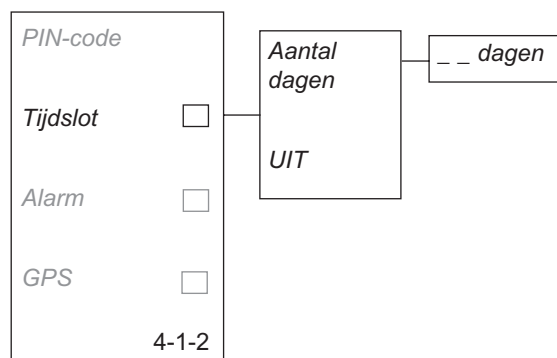 PIN-code
Tijdslot
Alarm
GPS
4-1-2
Aantal
dagen
UIT
_ _ dagen